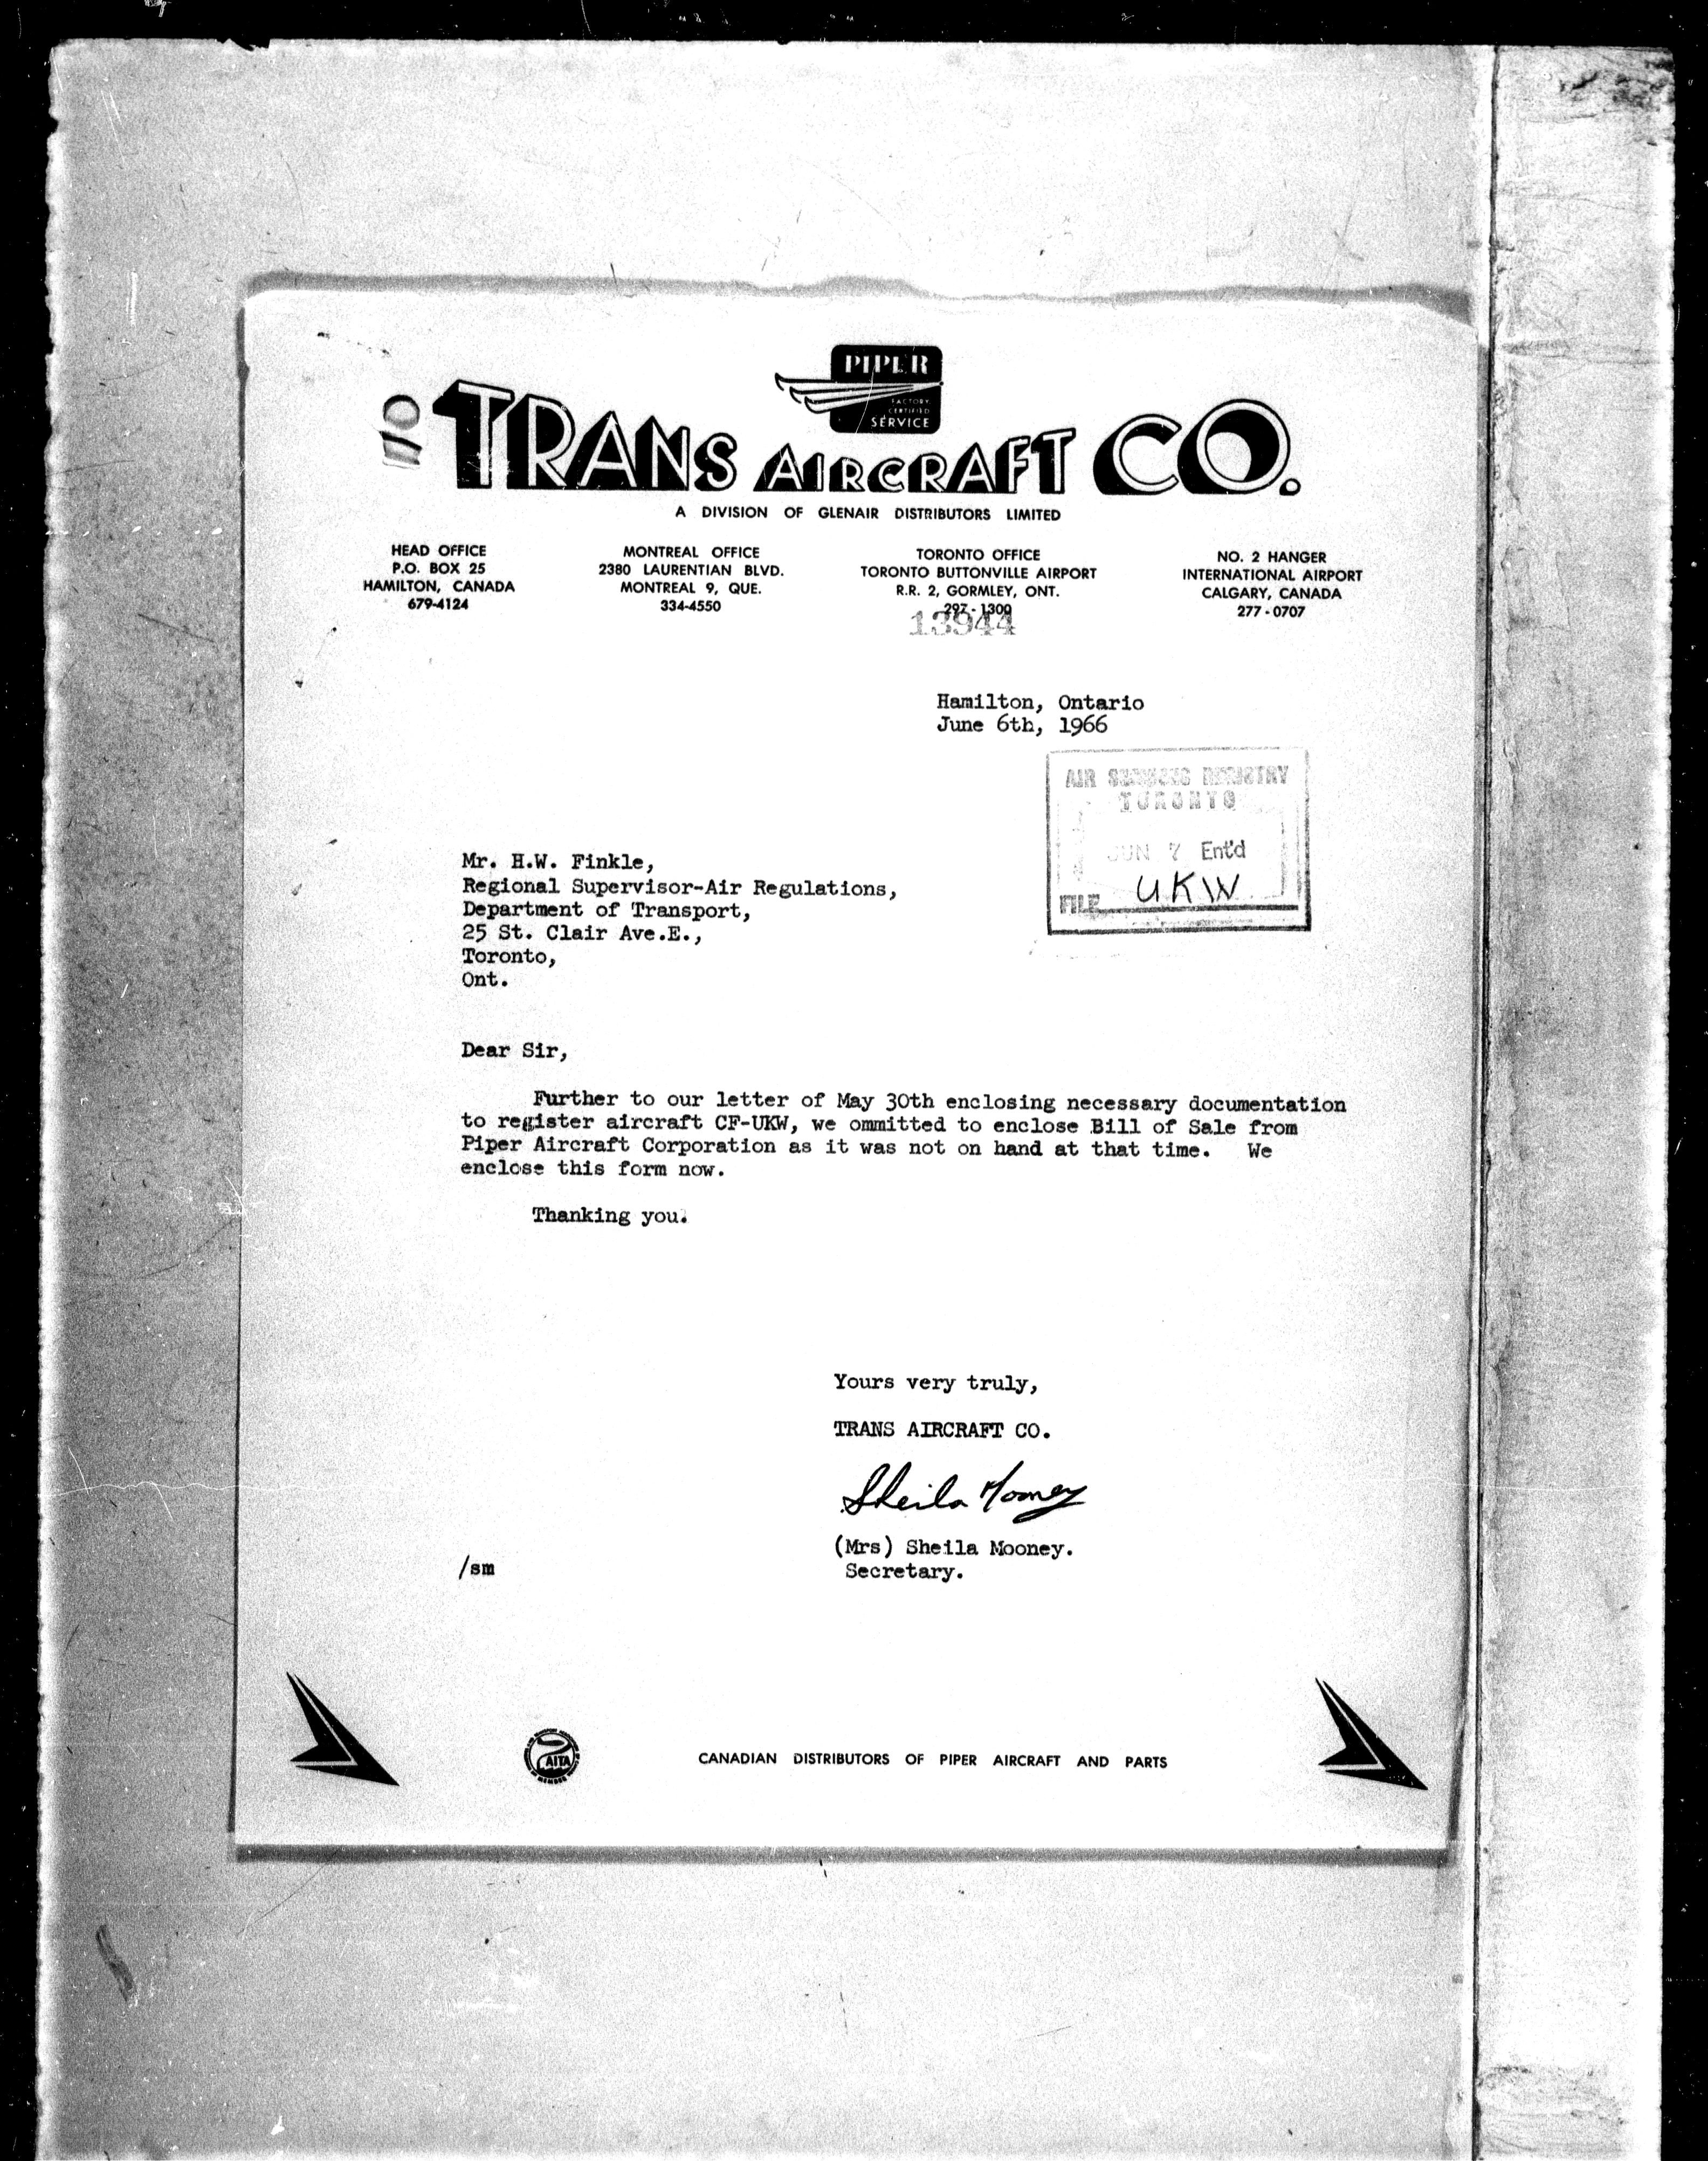 PIPER
FACTORY
CERTIFIED
SERVICE
TRANS AIRCRAFT CO.
A DIVISION OF GLENAIR DISTRIBUTORS LIMITED
HEAD OFFICE
P.O. BOX 25
HAMILTON, CANADA
679-4124
MONTREAL OFFICE
2380 LAURENTIAN BLVD.
MONTREAL 9, QUE.
334-4550
TORONTO OFFICE
TORONTO BUTTONVILLE AIRPORT
R.R. 2, GORMLEY, ONT.
297-1300
13944
NO. 2 HANGER
INTERNATIONAL AIRPORT
CALGARY, CANADA
277-0707
Hamilton, Ontario
June 6th, 1966
AIR REGISTRY
TORONTO
JUN 7 Ent'd
FILE UKW
Mr. H.W. Finkle,
Regional Supervisor-Air Regulations,
Department of Transport,
25 St. Clair Ave.E.,
Toronto,
Ont.
Dear Sir,
Further to our letter of May 30th enclosing necessary documentation
to register aircraft CF-UKW, we ommitted to enclose Bill of Sale from
Piper Aircraft Corporation as it was not on hand at that time. We
enclose this form now.
Thanking you.
Yours very truly,
TRANS AIRCRAFT CO.
Sheila Mooney
(Mrs) Sheila Mooney.
Secretary.
/sm
AITA
MEMBER
CANADIAN DISTRIBUTORS OF PIPER AIRCRAFT AND PARTS